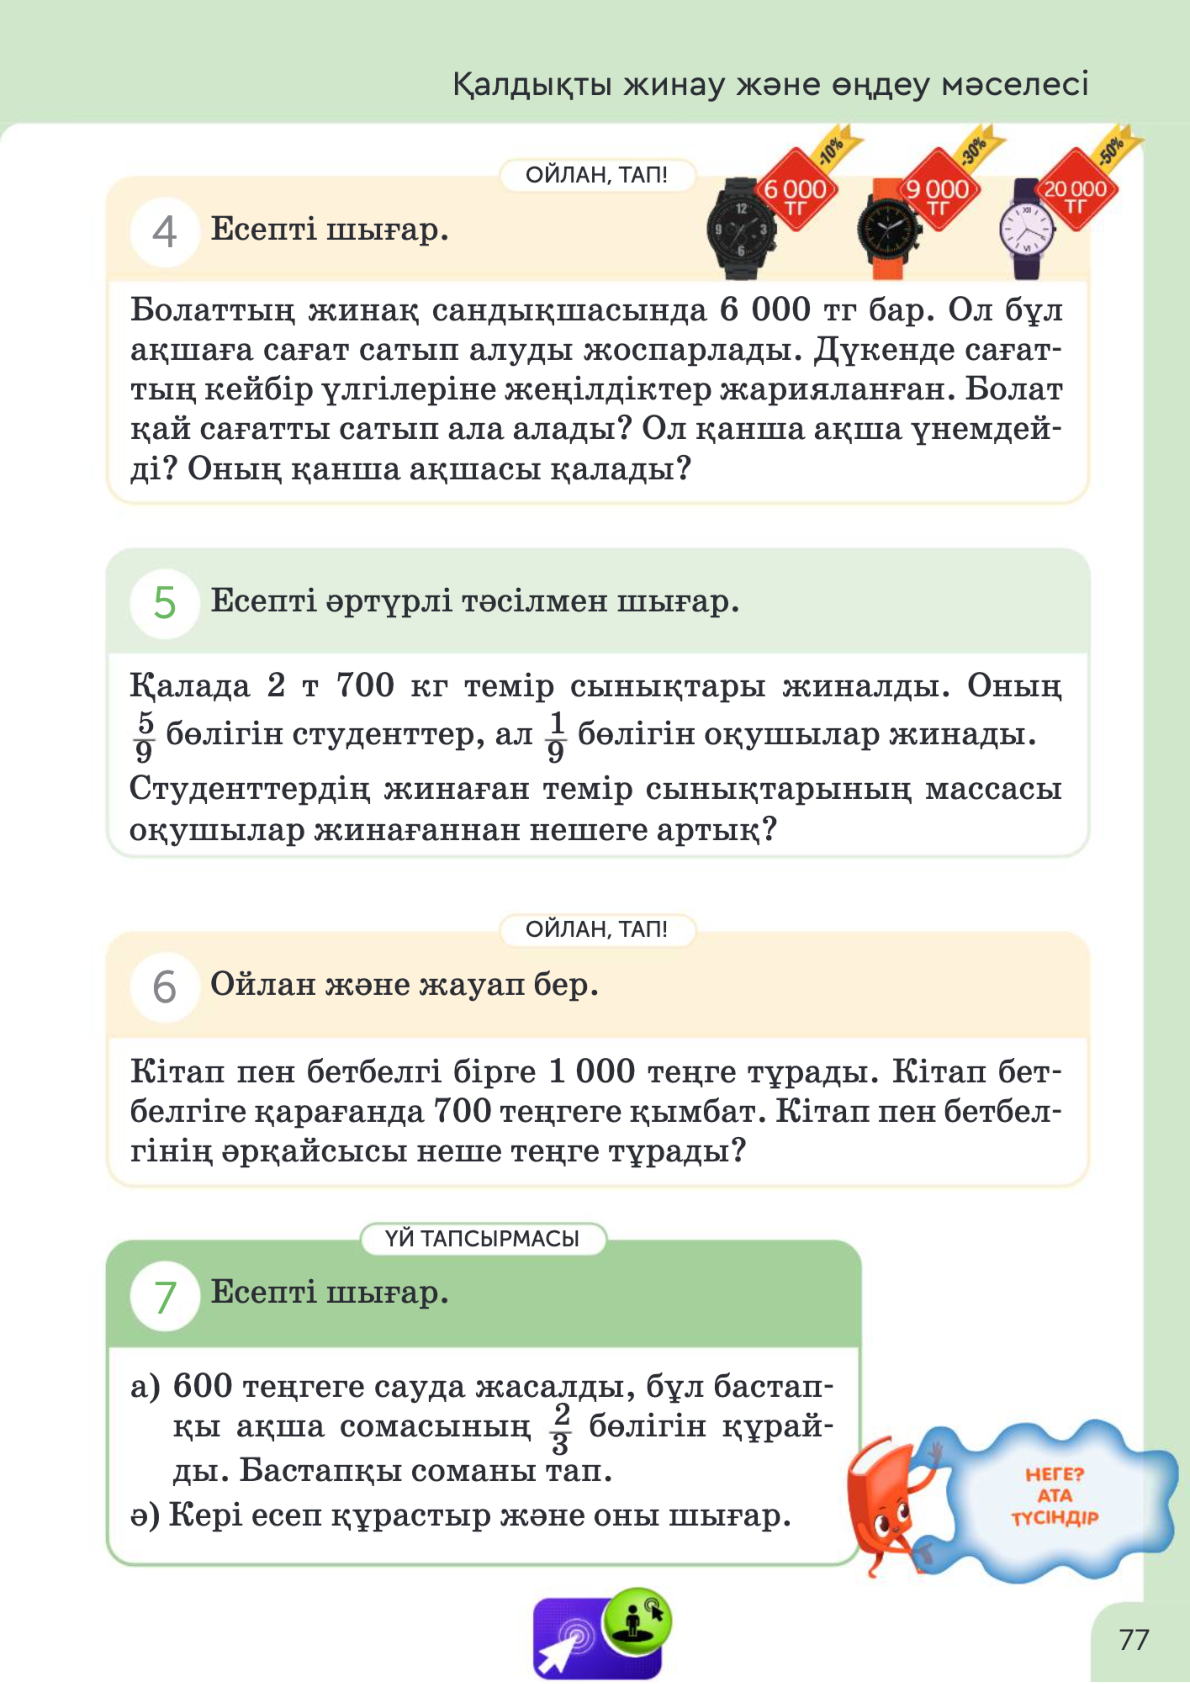 Қалдықты жинау және өңдеу мәселесі
ОЙЛАН, ТАП!
-10%
6 000
ТГ
-30%
9 000
ТГ
-50%
20 000
ТГ
12
9
3
6
XII
VI
4 Есепті шығар.
Болаттың жинақ сандықшасында 6 000 тг бар. Ол бұл
ақшаға сағат сатып алуды жоспарлады. Дүкенде сағат-
тың кейбір үлгілеріне жеңілдіктер жарияланған. Болат
қай сағатты сатып ала алады? Ол қанша ақша үнемдей-
ді? Оның қанша ақшасы қалады?
5 Есепті әртүрлі тәсілмен шығар.
Қалада 2 т 700 кг темір сынықтары жиналды. Оның
5/9 бөлігін студенттер, ал 1/9 бөлігін оқушылар жинады.
Студенттердің жинаған темір сынықтарының массасы
оқушылар жинағаннан нешеге артық?
ОЙЛАН, ТАП!
6 Ойлан және жауап бер.
Кітап пен бетбелгі бірге 1 000 теңге тұрады. Кітап бет-
белгіге қарағанда 700 теңгеге қымбат. Кітап пен бетбел-
гінің әрқайсысы неше теңге тұрады?
ҮЙ ТАПСЫРМАСЫ
7 Есепті шығар.
а) 600 теңгеге сауда жасалды, бұл бастап-
қы ақша сомасының 2/3 бөлігін құрай-
ды. Бастапқы соманы тап.
ә) Кері есеп құрастыр және оны шығар.
НЕГЕ?
АТА
ТҮСІНДІР
77